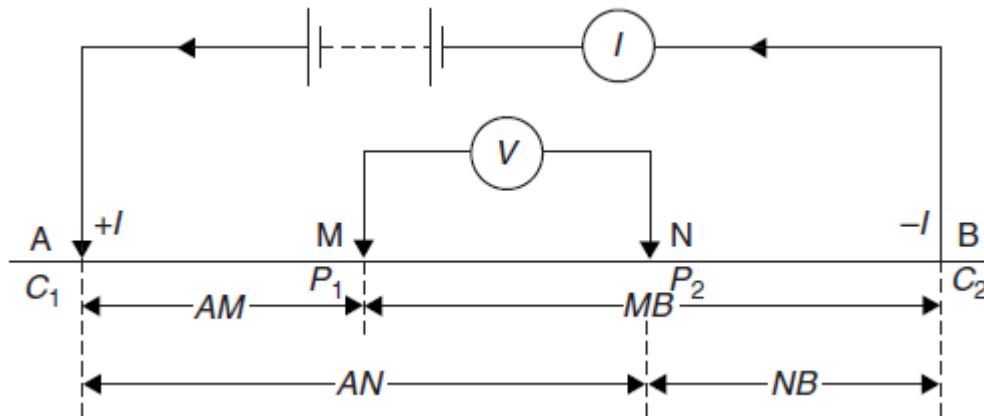 I
V
A +I M N –I B
C₁ P₁ P₂ C₂
AM MB
AN NB